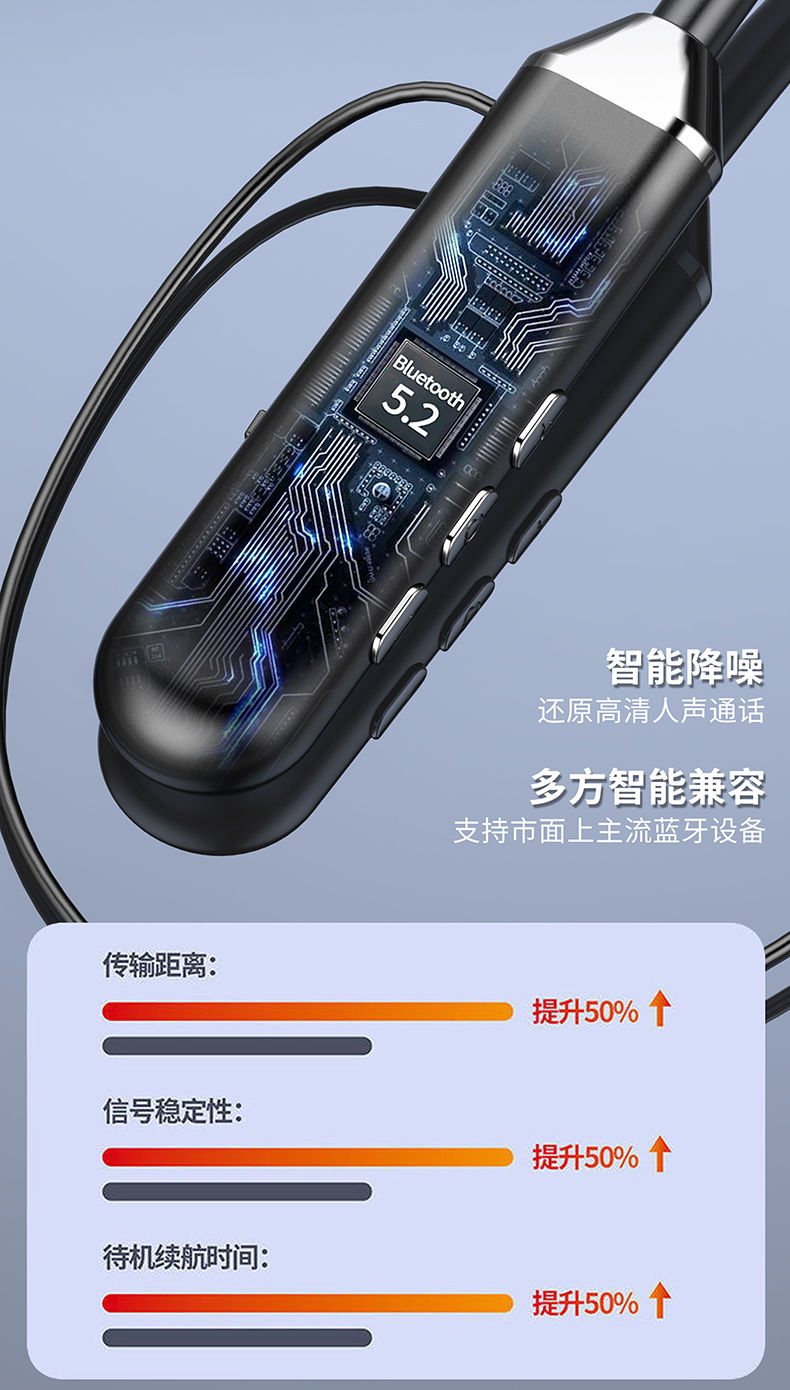 Bluetooth
5.2
智能降噪
还原高清人声通话
多方智能兼容
支持市面上主流蓝牙设备
传输距离：
提升50%
信号稳定性：
提升50%
待机续航时间：
提升50%